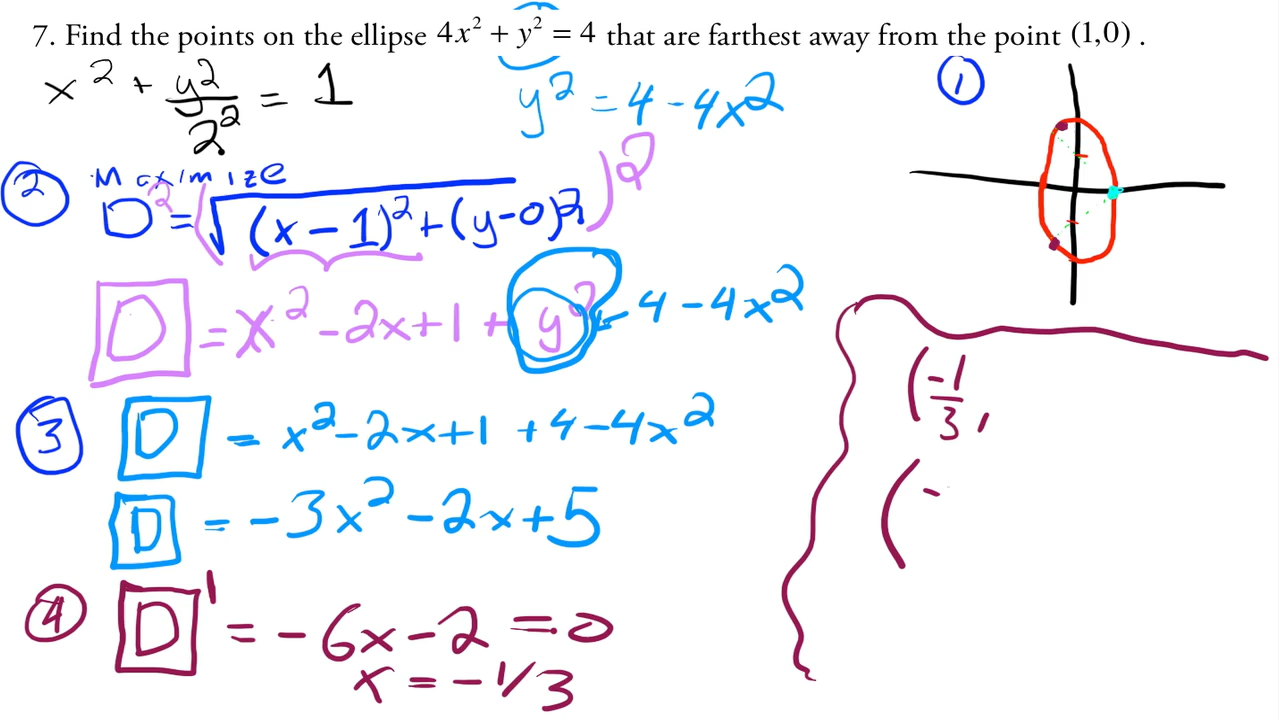 7. Find the points on the ellipse 4x² + y² = 4 that are farthest away from the point (1,0) .
x² + y²/2² = 1
y² = 4 - 4x²
①
② Maximize
D² = (√(x - 1)² + (y - 0)²)²
D = x² - 2x + 1 + y² ← 4 - 4x²
③ D = x² - 2x + 1 + 4 - 4x²
D = -3x² - 2x + 5
④ D' = -6x - 2 = 0
x = -1/3
(-1/3,
(-